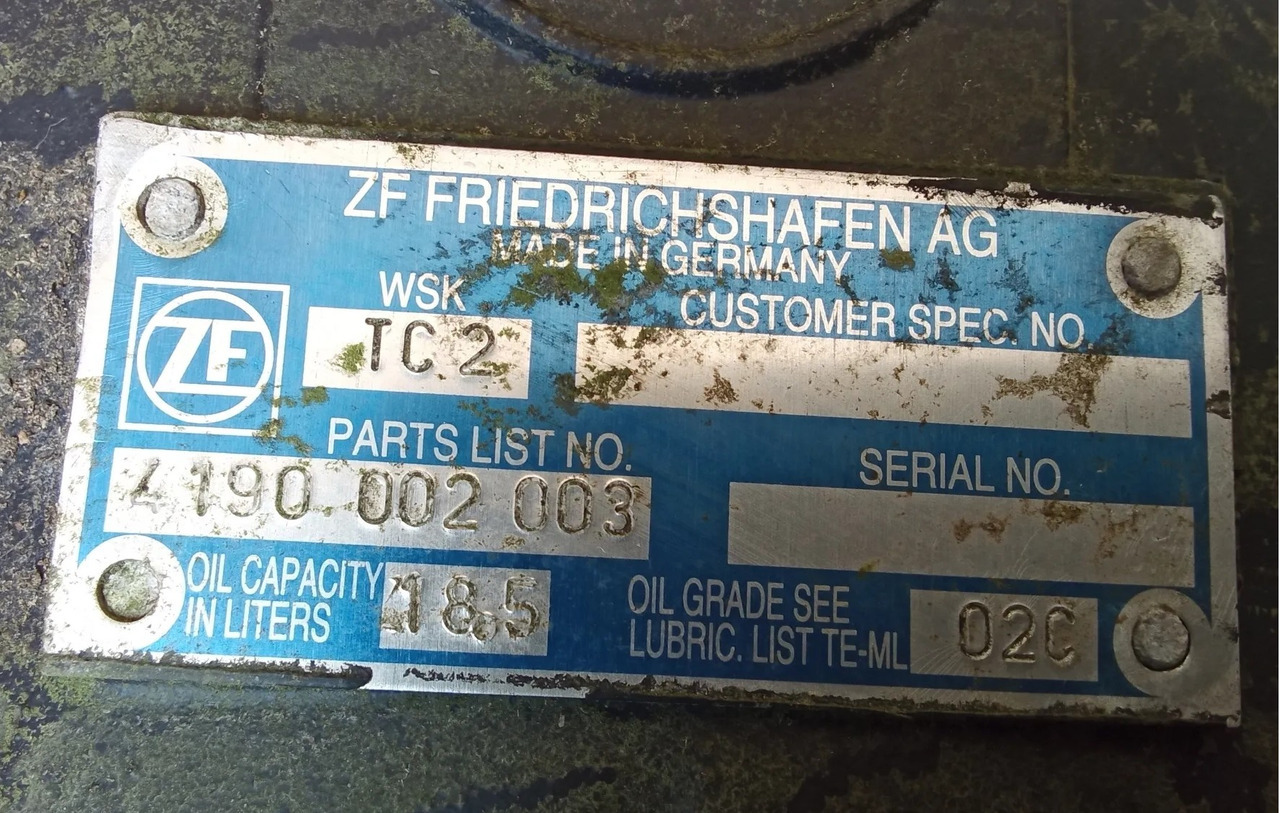 ZF FRIEDRICHSHAFEN AG
MADE IN GERMANY
WSK
TC 2
CUSTOMER SPEC. NO.
ZF
PARTS LIST NO.
4190 002 003
SERIAL NO.
OIL CAPACITY
IN LITERS
18.5
OIL GRADE SEE
LUBRIC. LIST TE-ML
02C